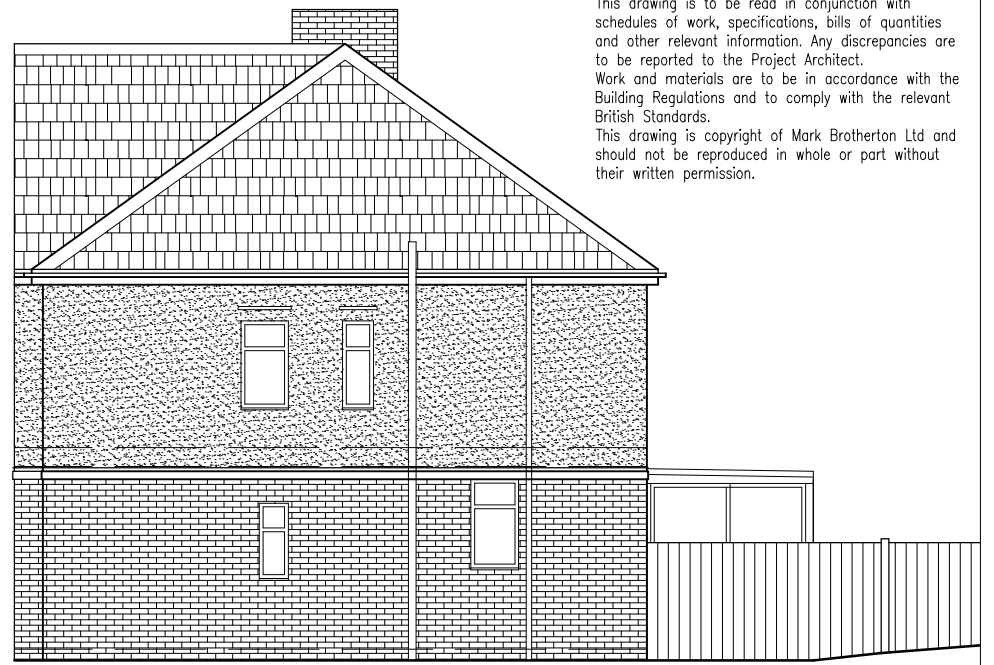 This drawing is to be read in conjunction with
schedules of work, specifications, bills of quantities
and other relevant information. Any discrepancies are
to be reported to the Project Architect.
Work and materials are to be in accordance with the
Building Regulations and to comply with the relevant
British Standards.
This drawing is copyright of Mark Brotherton Ltd and
should not be reproduced in whole or part without
their written permission.